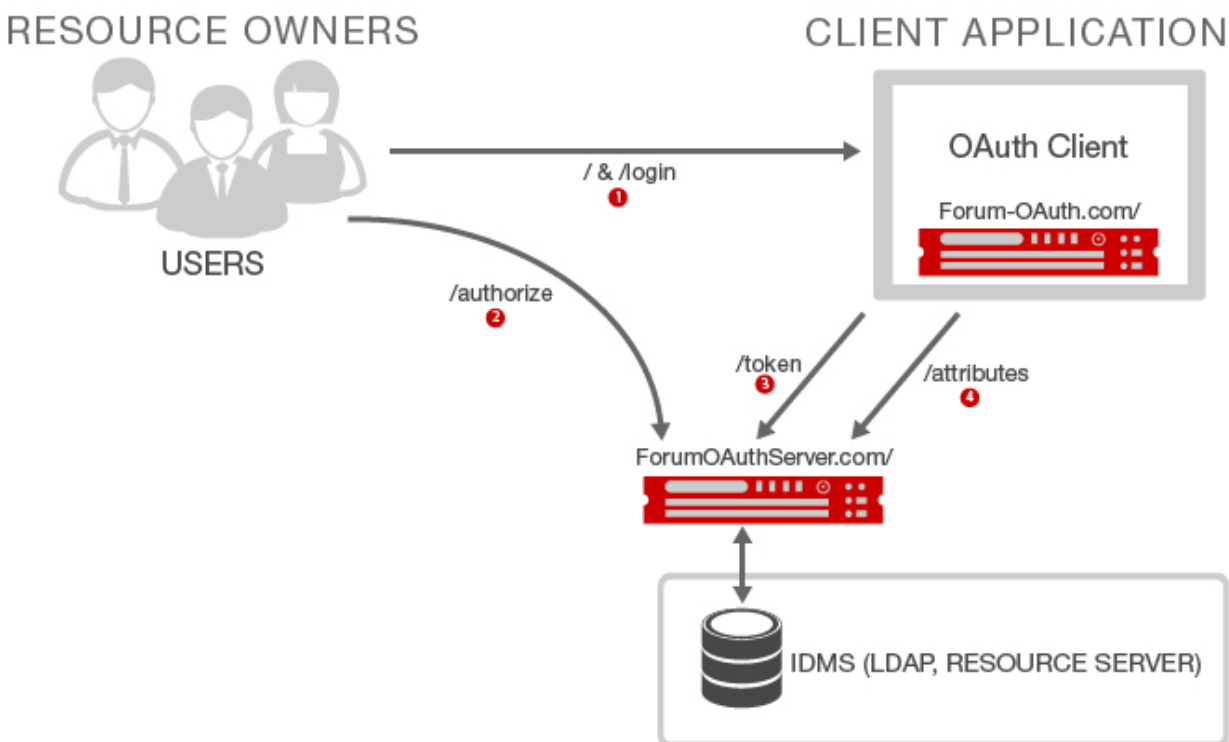 RESOURCE OWNERS
CLIENT APPLICATION
OAuth Client
/ & /login
1
Forum-OAuth.com/
USERS
/authorize
2
/token
3
/attributes
4
ForumOAuthServer.com/
IDMS (LDAP, RESOURCE SERVER)